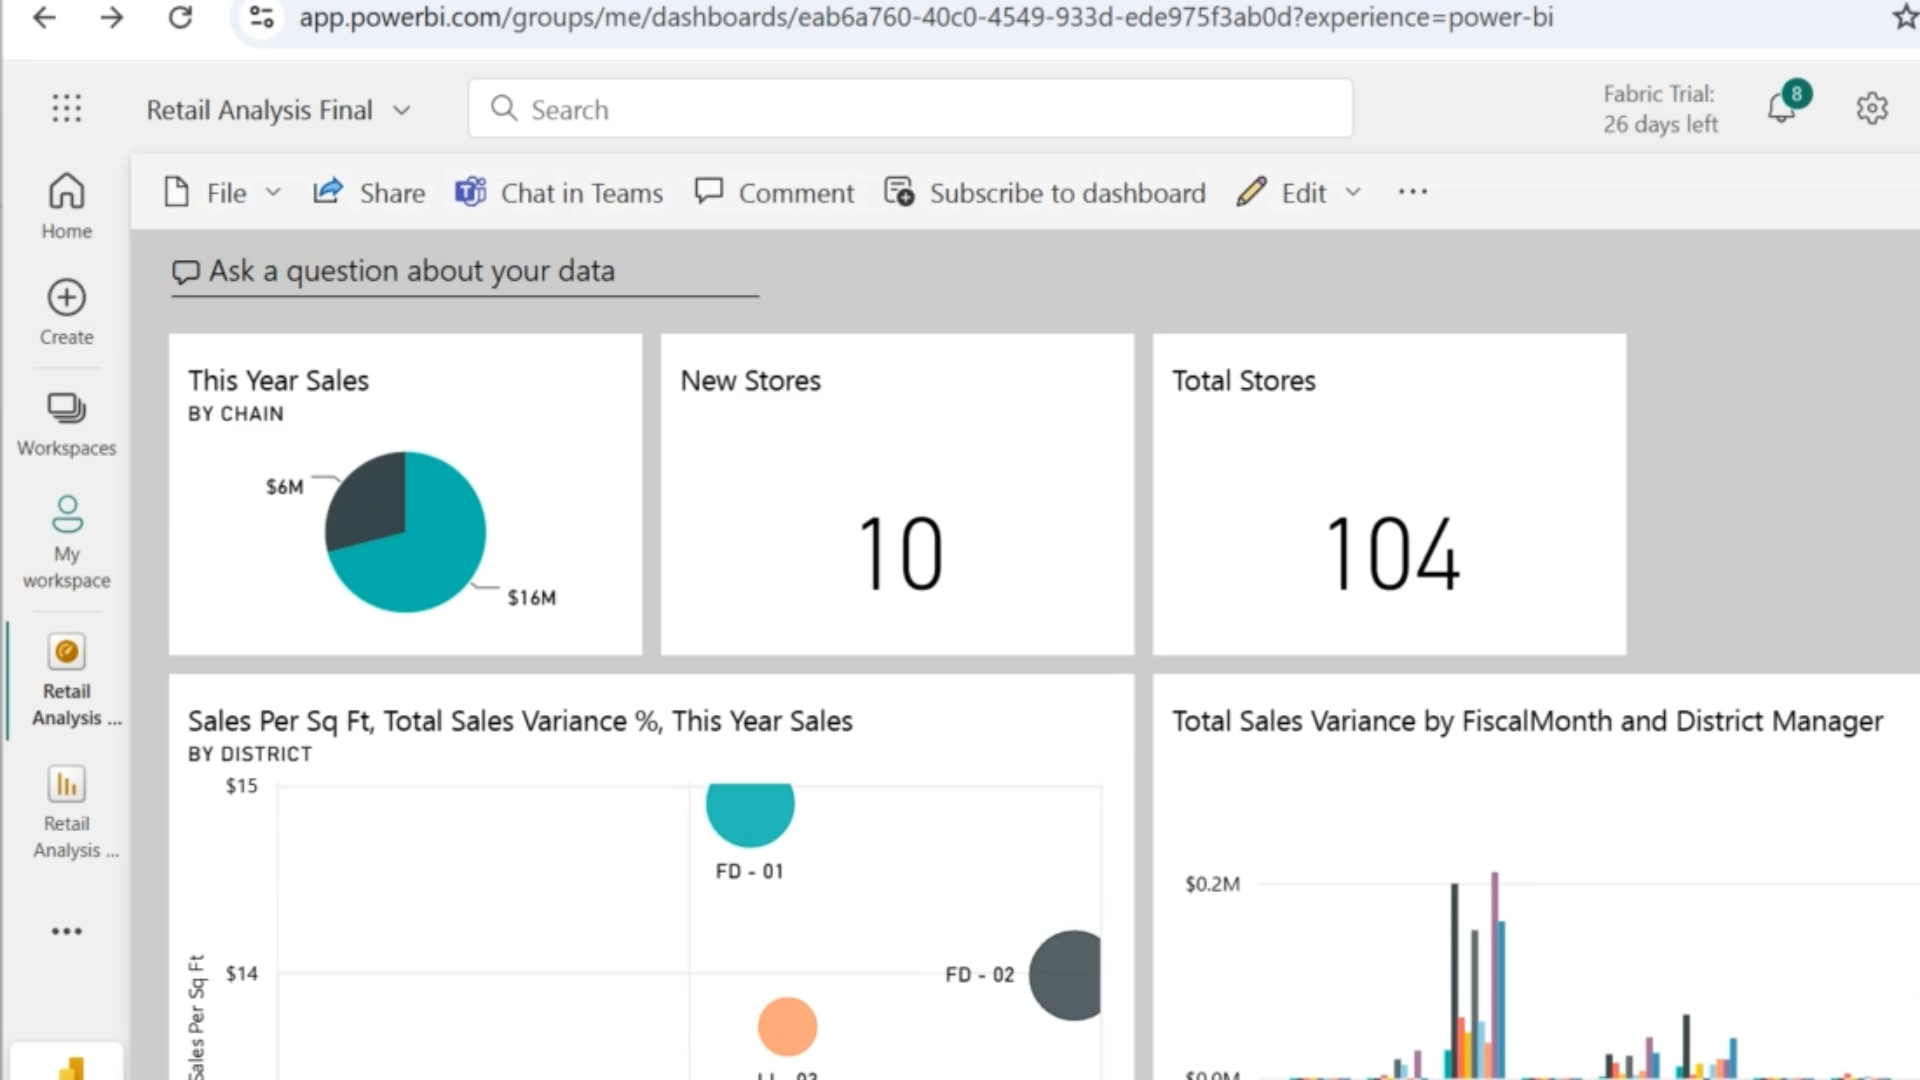 app.powerbi.com/groups/me/dashboards/eab6a760-40c0-4549-933d-ede975f3ab0d?experience=power-bi
Retail Analysis Final
Search
Fabric Trial:
26 days left
8
File
Share
Chat in Teams
Comment
Subscribe to dashboard
Edit
Home
Create
Workspaces
My
workspace
Retail
Analysis ...
Retail
Analysis ...
Ask a question about your data
This Year Sales
BY CHAIN
$6M
$16M
New Stores
10
Total Stores
104
Sales Per Sq Ft, Total Sales Variance %, This Year Sales
BY DISTRICT
$15
$14
Sales Per Sq Ft
FD - 01
FD - 02
Total Sales Variance by FiscalMonth and District Manager
$0.2M
$0.0M